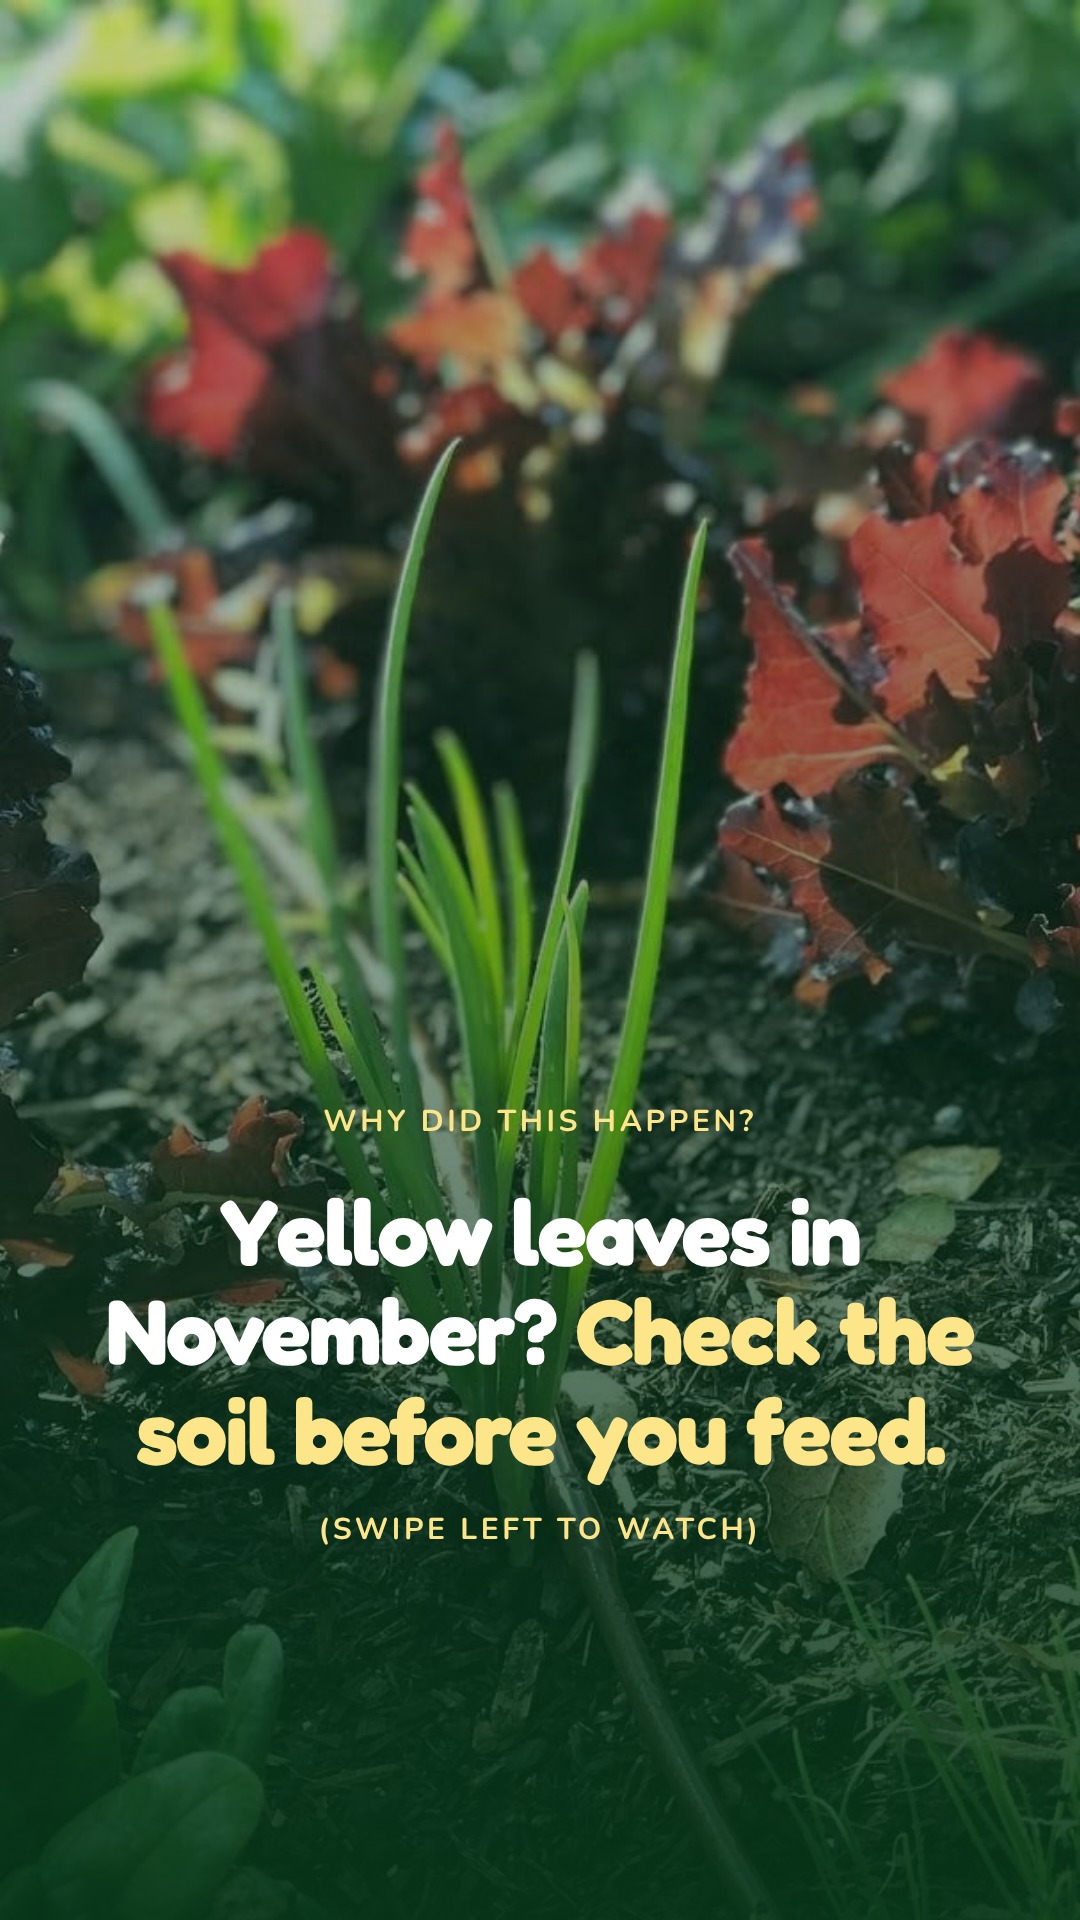 WHY DID THIS HAPPEN?
Yellow leaves in
November? Check the
soil before you feed.
(SWIPE LEFT TO WATCH)